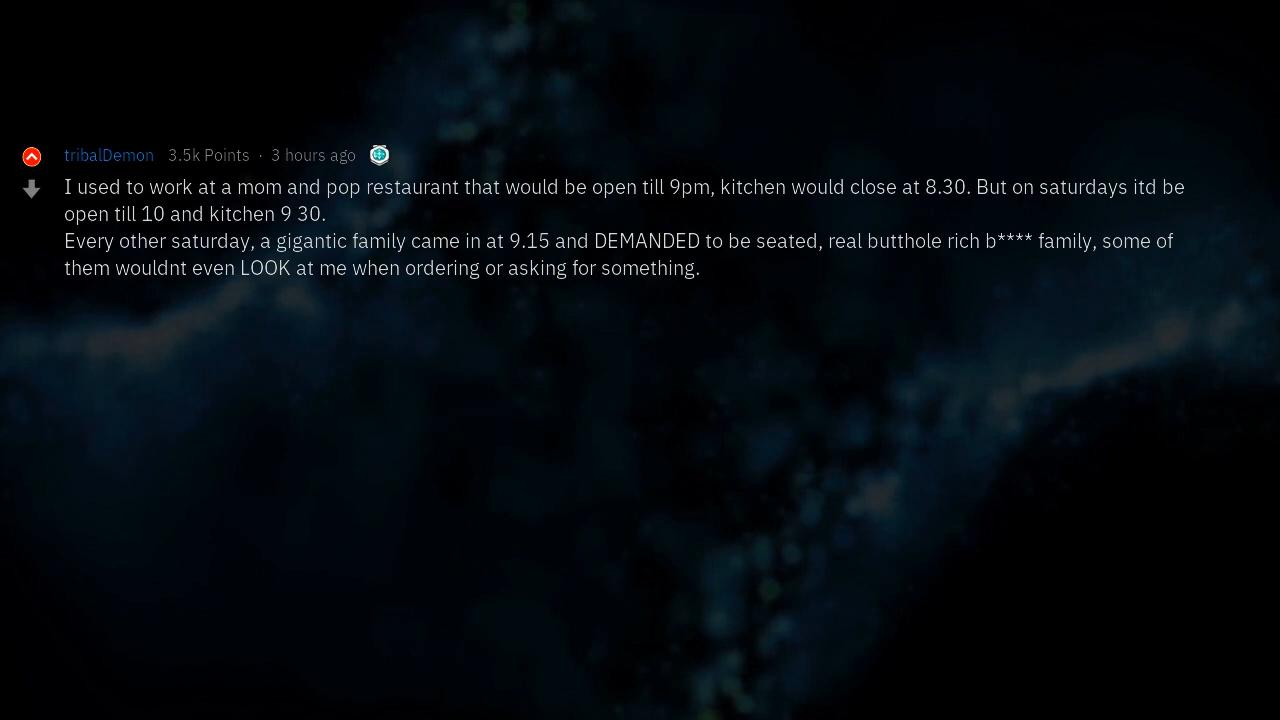 tribalDemon 3.5k Points · 3 hours ago
I used to work at a mom and pop restaurant that would be open till 9pm, kitchen would close at 8.30. But on saturdays itd be
open till 10 and kitchen 9 30.
Every other saturday, a gigantic family came in at 9.15 and DEMANDED to be seated, real butthole rich b**** family, some of
them wouldnt even LOOK at me when ordering or asking for something.